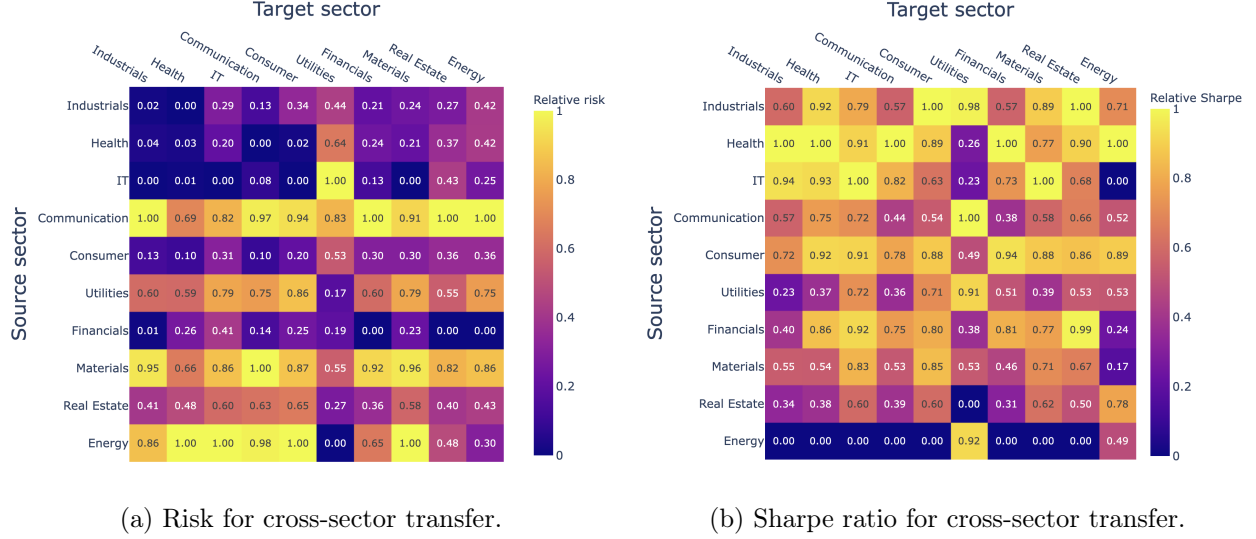 Target sector
Industrials Health IT Communication Consumer Utilities Financials Materials Real Estate Energy
Relative risk
Source sector
Industrials 0.02 0.00 0.29 0.13 0.34 0.44 0.21 0.24 0.27 0.42
Health 0.04 0.03 0.20 0.00 0.02 0.64 0.24 0.21 0.37 0.42
IT 0.00 0.01 0.00 0.08 0.00 1.00 0.13 0.00 0.43 0.25
Communication 1.00 0.69 0.82 0.97 0.94 0.83 1.00 0.91 1.00 1.00
Consumer 0.13 0.10 0.31 0.10 0.20 0.53 0.30 0.30 0.36 0.36
Utilities 0.60 0.59 0.79 0.75 0.86 0.17 0.60 0.79 0.55 0.75
Financials 0.01 0.26 0.41 0.14 0.25 0.19 0.00 0.23 0.00 0.00
Materials 0.95 0.66 0.86 1.00 0.87 0.55 0.92 0.96 0.82 0.86
Real Estate 0.41 0.48 0.60 0.63 0.65 0.27 0.36 0.58 0.40 0.43
Energy 0.86 1.00 1.00 0.98 1.00 0.00 0.65 1.00 0.48 0.30
1
0.8
0.6
0.4
0.2
0
(a) Risk for cross-sector transfer.
Target sector
Industrials Health IT Communication Consumer Utilities Financials Materials Real Estate Energy
Relative Sharpe
Source sector
Industrials 0.60 0.92 0.79 0.57 1.00 0.98 0.57 0.89 1.00 0.71
Health 1.00 1.00 0.91 1.00 0.89 0.26 1.00 0.77 0.90 1.00
IT 0.94 0.93 1.00 0.82 0.63 0.23 0.73 1.00 0.68 0.00
Communication 0.57 0.75 0.72 0.44 0.54 1.00 0.38 0.58 0.66 0.52
Consumer 0.72 0.92 0.91 0.78 0.88 0.49 0.94 0.88 0.86 0.89
Utilities 0.23 0.37 0.72 0.36 0.71 0.91 0.51 0.39 0.53 0.53
Financials 0.40 0.86 0.92 0.75 0.80 0.38 0.81 0.77 0.99 0.24
Materials 0.55 0.54 0.83 0.53 0.85 0.53 0.46 0.71 0.67 0.17
Real Estate 0.34 0.38 0.60 0.39 0.60 0.00 0.31 0.62 0.50 0.78
Energy 0.00 0.00 0.00 0.00 0.00 0.92 0.00 0.00 0.00 0.49
1
0.8
0.6
0.4
0.2
0
(b) Sharpe ratio for cross-sector transfer.